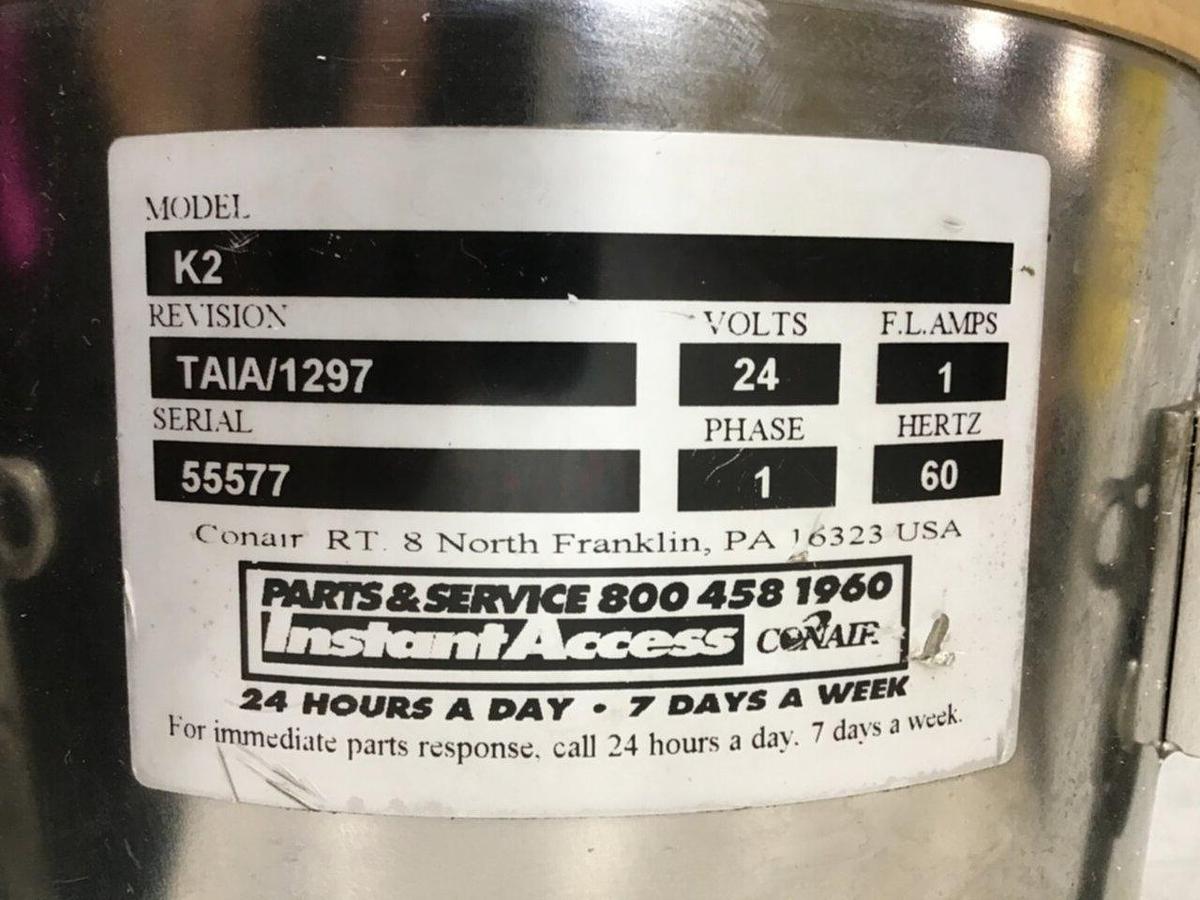 MODEL
K2
REVISION VOLTS F.L.AMPS
TAIA/1297 24 1
SERIAL PHASE HERTZ
55577 1 60
Conair RT. 8 North Franklin, PA 16323 USA
PARTS & SERVICE 800 458 1960
Instant Access CONAIR
24 HOURS A DAY • 7 DAYS A WEEK
For immediate parts response, call 24 hours a day. 7 days a week.